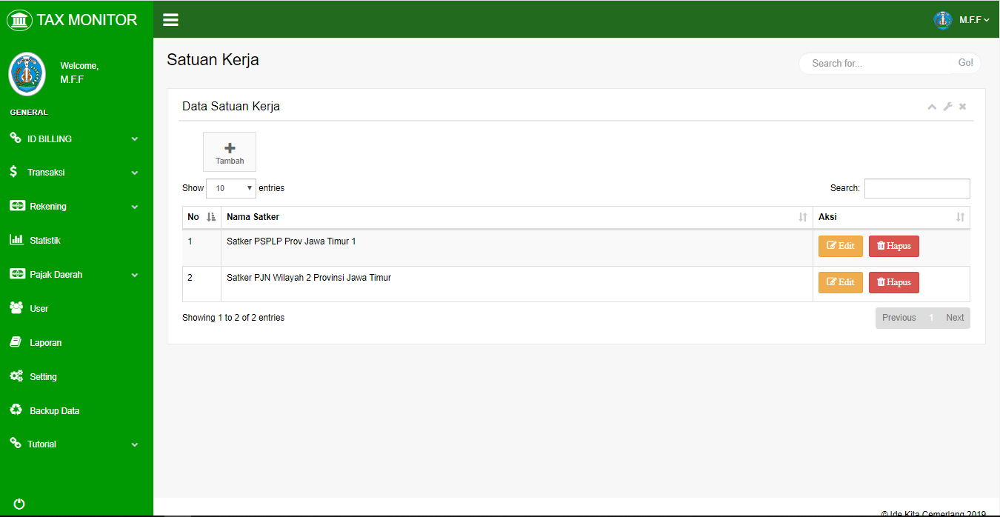 TAX MONITOR
M.F.F
Welcome,
M.F.F
GENERAL
ID BILLING
Transaksi
Rekening
Statistik
Pajak Daerah
User
Laporan
Setting
Backup Data
Tutorial
Satuan Kerja
Search for...
Go!
Data Satuan Kerja
Tambah
Show 10 entries
Search:
No Nama Satker Aksi
1 Satker PSPLP Prov Jawa Timur 1 Edit Hapus
2 Satker PJN Wilayah 2 Provinsi Jawa Timur Edit Hapus
Showing 1 to 2 of 2 entries
Previous 1 Next
© Ide Kita Cemerlang 2019